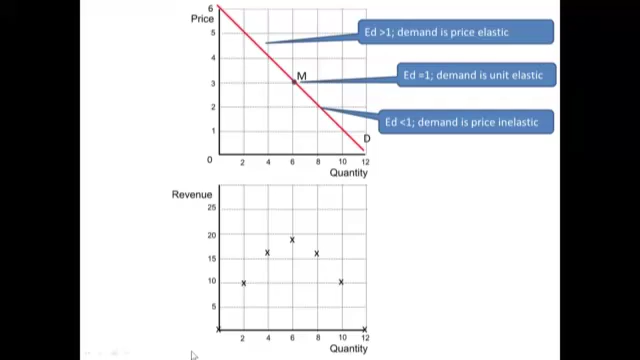 6
Price
5
4
3
2
1
0
2 4 6 8 10 12
Quantity
M
D
Ed >1; demand is price elastic
Ed =1; demand is unit elastic
Ed <1; demand is price inelastic
Revenue
25
20
15
10
5
x x x x x x x
2 4 6 8 10 12
Quantity